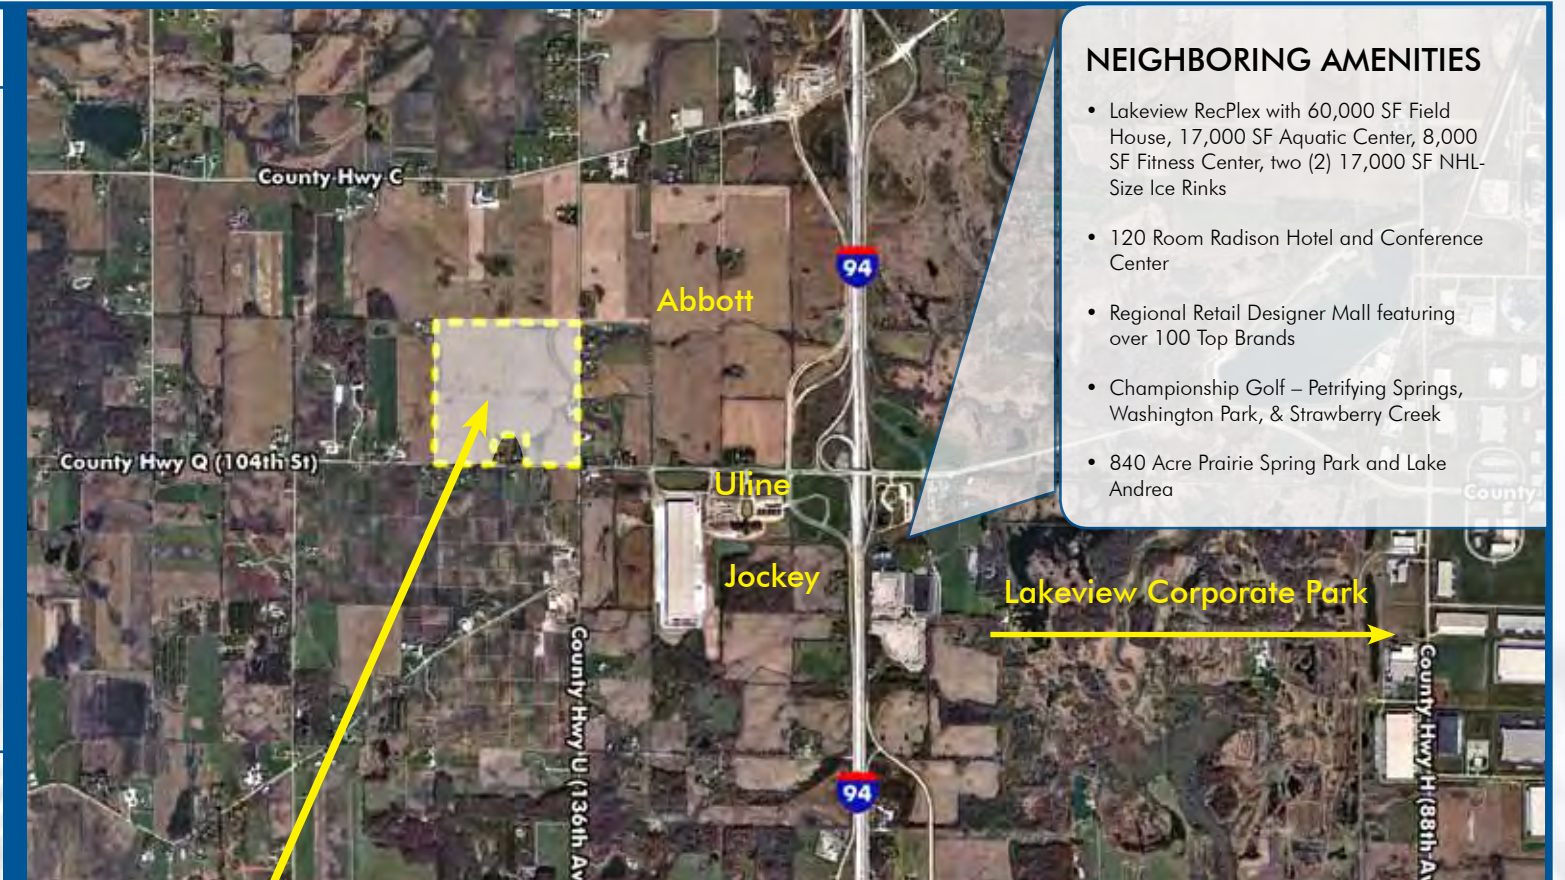 NEIGHBORING AMENITIES
• Lakeview RecPlex with 60,000 SF Field
House, 17,000 SF Aquatic Center, 8,000
SF Fitness Center, two (2) 17,000 SF NHL-
Size Ice Rinks
• 120 Room Radison Hotel and Conference
Center
• Regional Retail Designer Mall featuring
over 100 Top Brands
• Championship Golf – Petrifying Springs,
Washington Park, & Strawberry Creek
• 840 Acre Prairie Spring Park and Lake
Andrea
County Hwy C
94
Abbott
County Hwy Q (104th St)
Uline
County
Jockey
Lakeview Corporate Park
County Hwy U (136th Av
County Hwy H (88th Av
94